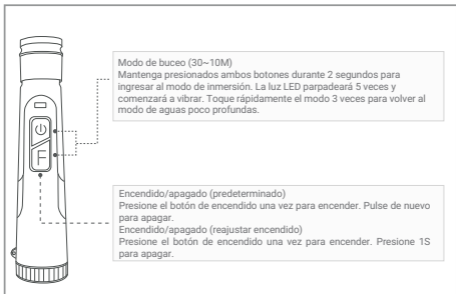 Modo de buceo (30~10M)
Mantenga presionados ambos botones durante 2 segundos para
ingresar al modo de inmersión. La luz LED parpadeará 5 veces y
comenzará a vibrar. Toque rápidamente el modo 3 veces para volver al
modo de aguas poco profundas.
F
Encendido/apagado (predeterminado)
Presione el botón de encendido una vez para encender. Pulse de nuevo
para apagar.
Encendido/apagado (reajustar encendido)
Presione el botón de encendido una vez para encender. Presione 1S
para apagar.